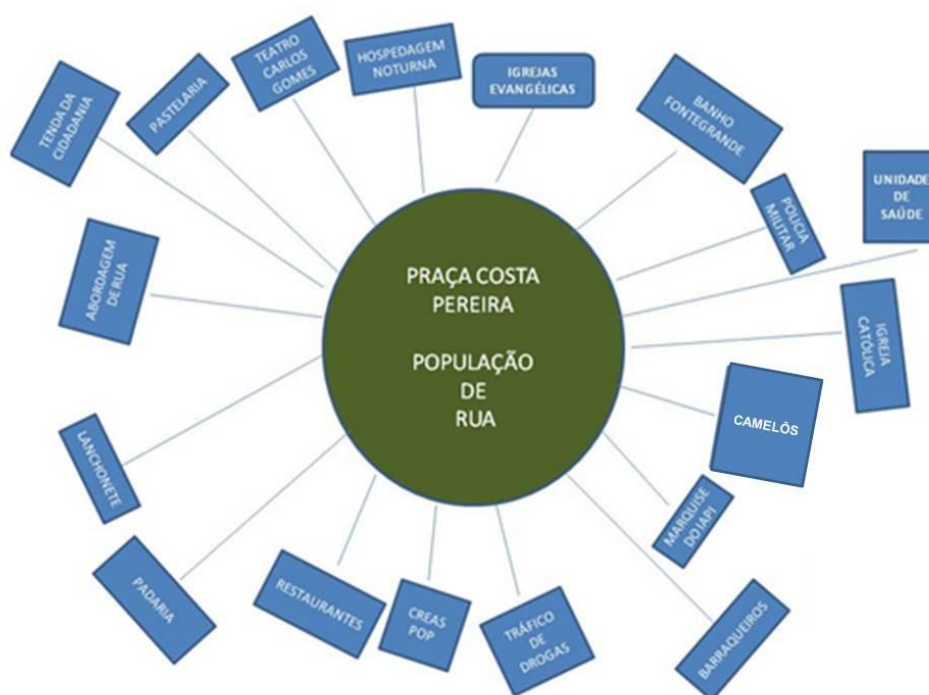 TENDA DA
CIDADANIA
PASTELARIA
TEATRO
CARLOS
GOMES
HOSPEDAGEM
NOTURNA
IGREJAS
EVANGÉLICAS
BANHO
FONTEGRANDE
POLICIA
MILITAR
UNIDADE
DE
SAÚDE
ABORDAGEM
DE RUA
PRAÇA COSTA
PEREIRA
POPULAÇÃO
DE
RUA
IGREJA
CATÓLICA
CAMELÔS
LANCHONETE
MARQUISE
DO IAPI
PADARIA
RESTAURANTES
CREAS
POP
TRÁFICO
DE
DROGAS
BARRAQUEIROS